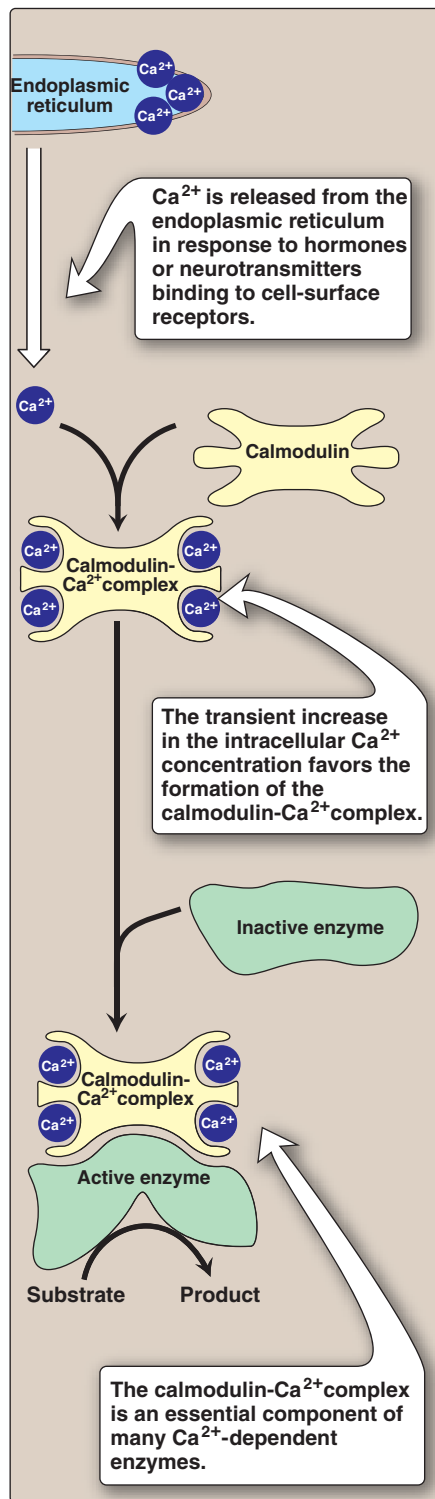 Ca²⁺
Endoplasmic
reticulum
Ca²⁺
Ca²⁺
Ca²⁺ is released from the
endoplasmic reticulum
in response to hormones
or neurotransmitters
binding to cell-surface
receptors.
Ca²⁺
Calmodulin
Ca²⁺
Ca²⁺
Calmodulin-
Ca²⁺complex
Ca²⁺
Ca²⁺
The transient increase
in the intracellular Ca²⁺
concentration favors the
formation of the
calmodulin-Ca²⁺complex.
Inactive enzyme
Ca²⁺
Ca²⁺
Calmodulin-
Ca²⁺complex
Ca²⁺
Ca²⁺
Active enzyme
Substrate
Product
The calmodulin-Ca²⁺complex
is an essential component of
many Ca²⁺-dependent
enzymes.